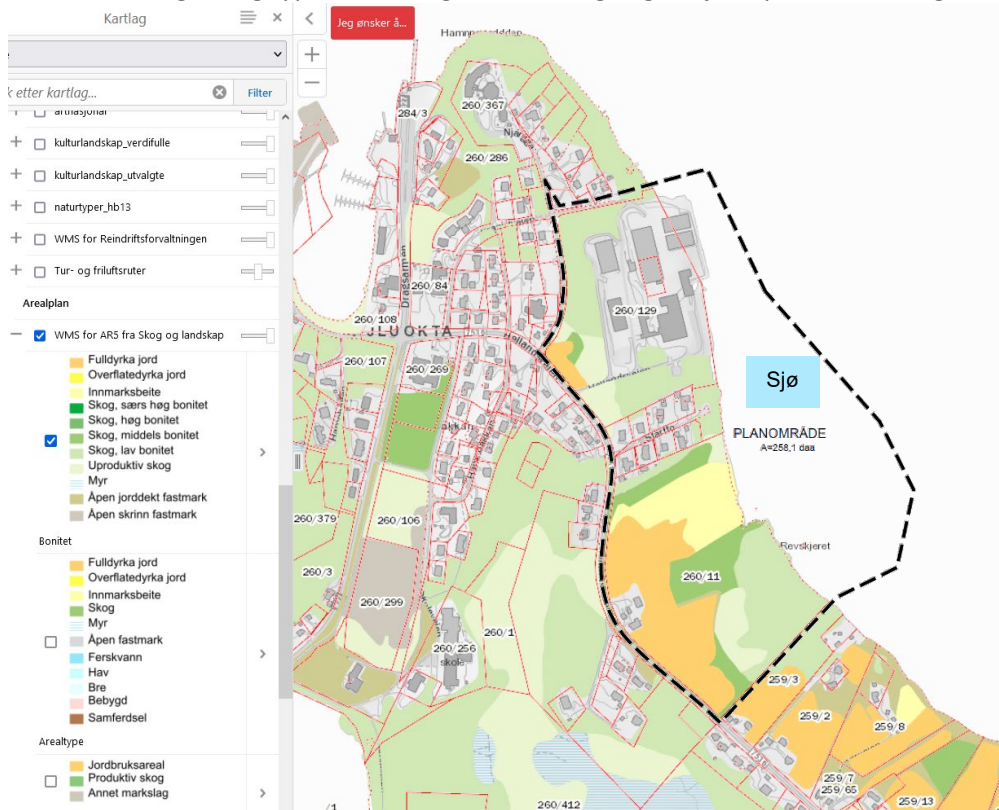 Kartlag
Jeg ønsker å...
k etter kartlag...
Filter
artnasjonal
kulturlandskap_verdifulle
kulturlandskap_utvalgte
naturtyper_hb13
WMS for Reindriftsforvaltningen
Tur- og friluftsruter
Arealplan
WMS for AR5 fra Skog og landskap
Fulldyrka jord
Overflatedyrka jord
Innmarksbeite
Skog, særs høg bonitet
Skog, høg bonitet
Skog, middels bonitet
Skog, lav bonitet
Uproduktiv skog
Myr
Åpen jorddekt fastmark
Åpen skrinn fastmark
Bonitet
Fulldyrka jord
Overflatedyrka jord
Innmarksbeite
Skog
Myr
Åpen fastmark
Ferskvann
Hav
Bre
Bebygd
Samferdsel
Arealtype
Jordbruksareal
Produktiv skog
Annet markslag
284/3
260/367
260/286
Dragsarmen
260/84
260/108
JLUOKTA
260/129
260/107
260/269
Sjø
PLANOMRÅDE
A=258,1 daa
260/379
260/106
Revskjeret
260/3
260/11
260/299
260/1
260/256
skole
259/3
259/2
259/8
259/7
259/65
260/412
259/13
/1